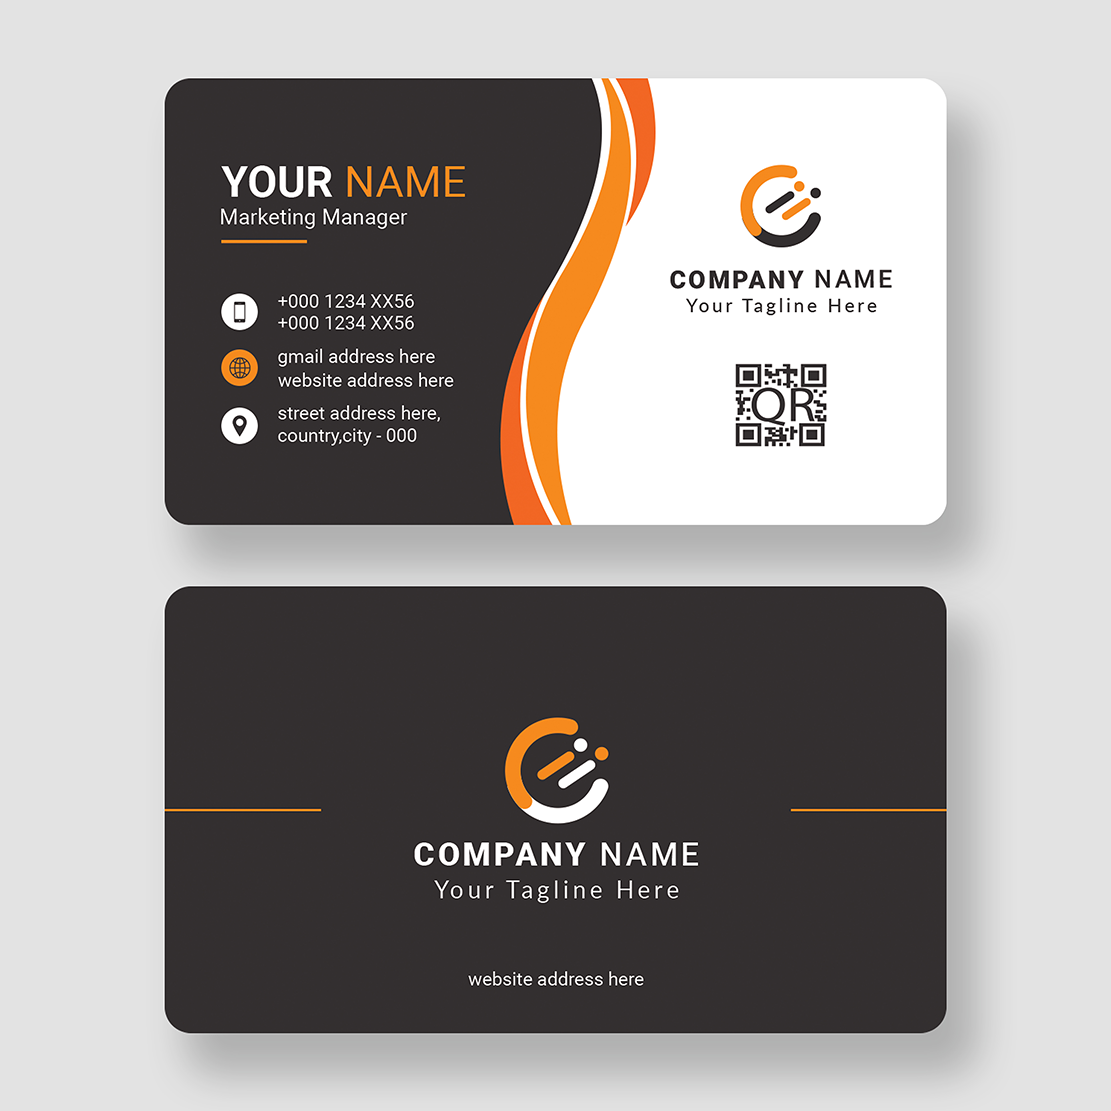 YOUR NAME
Marketing Manager
+000 1234 XX56
+000 1234 XX56
gmail address here
website address here
street address here,
country,city - 000
COMPANY NAME
Your Tagline Here
QR
COMPANY NAME
Your Tagline Here
website address here